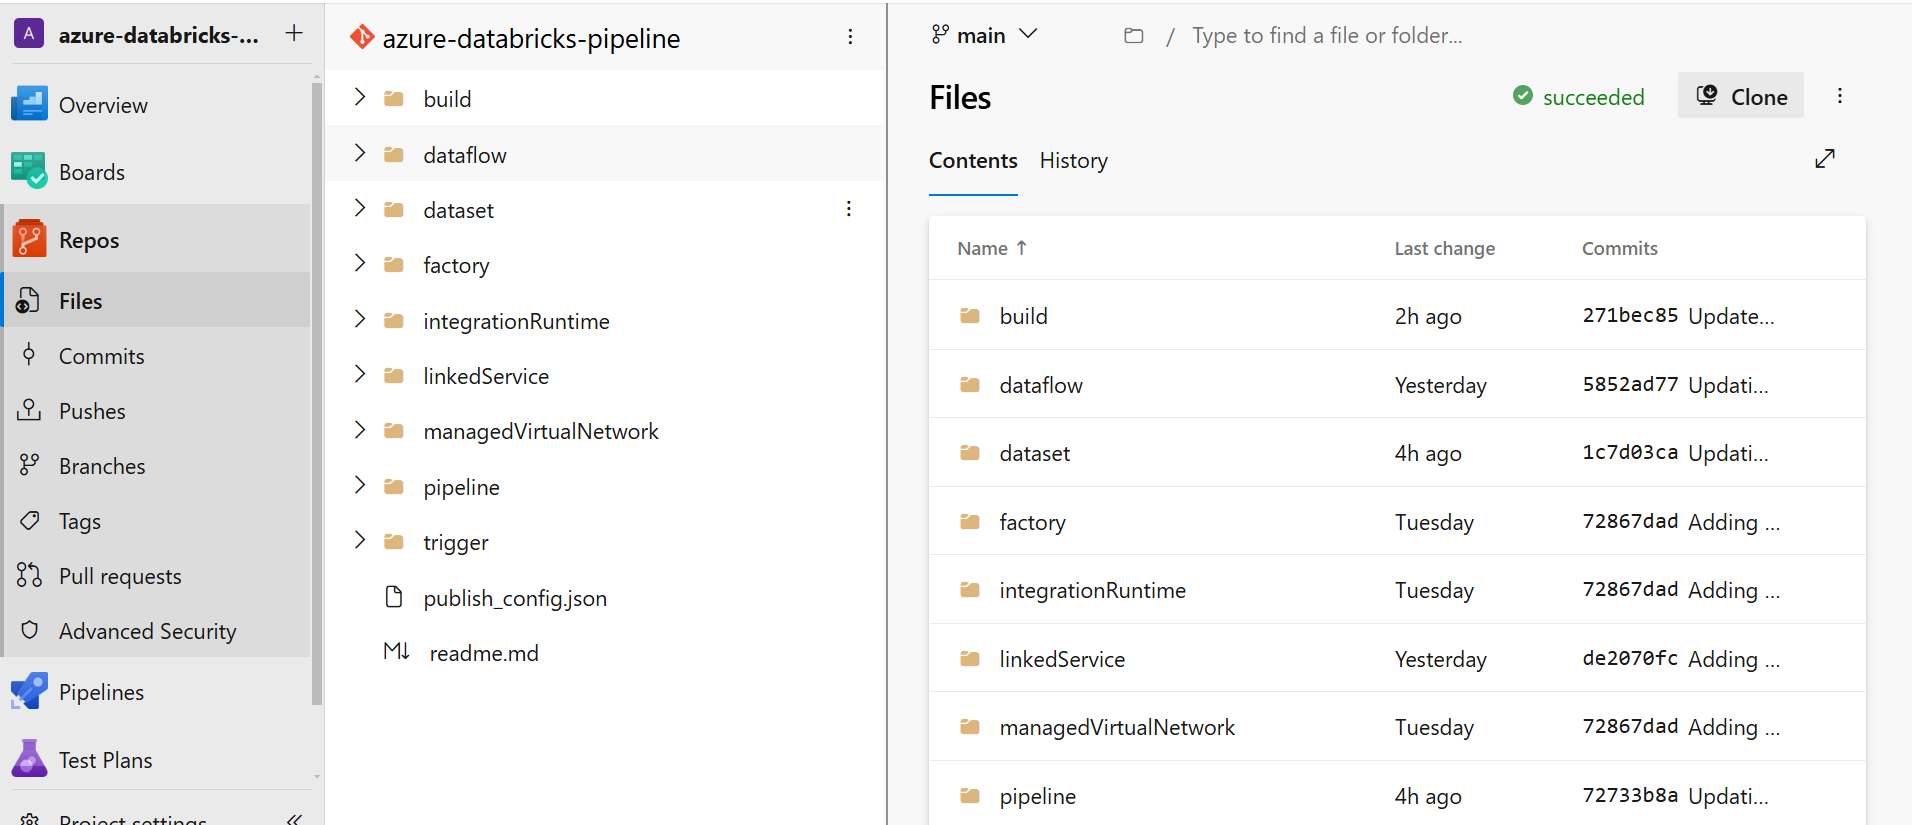 A azure-databricks-... +
Overview
Boards
Repos
Files
Commits
Pushes
Branches
Tags
Pull requests
Advanced Security
Pipelines
Test Plans
Project settings
azure-databricks-pipeline
build
dataflow
dataset
factory
integrationRuntime
linkedService
managedVirtualNetwork
pipeline
trigger
publish_config.json
M↓ readme.md
main / Type to find a file or folder...
Files succeeded Clone
Contents History
Name ↑ Last change Commits
build 2h ago 271bec85 Update...
dataflow Yesterday 5852ad77 Updati...
dataset 4h ago 1c7d03ca Updati...
factory Tuesday 72867dad Adding ...
integrationRuntime Tuesday 72867dad Adding ...
linkedService Yesterday de2070fc Adding ...
managedVirtualNetwork Tuesday 72867dad Adding ...
pipeline 4h ago 72733b8a Updati...